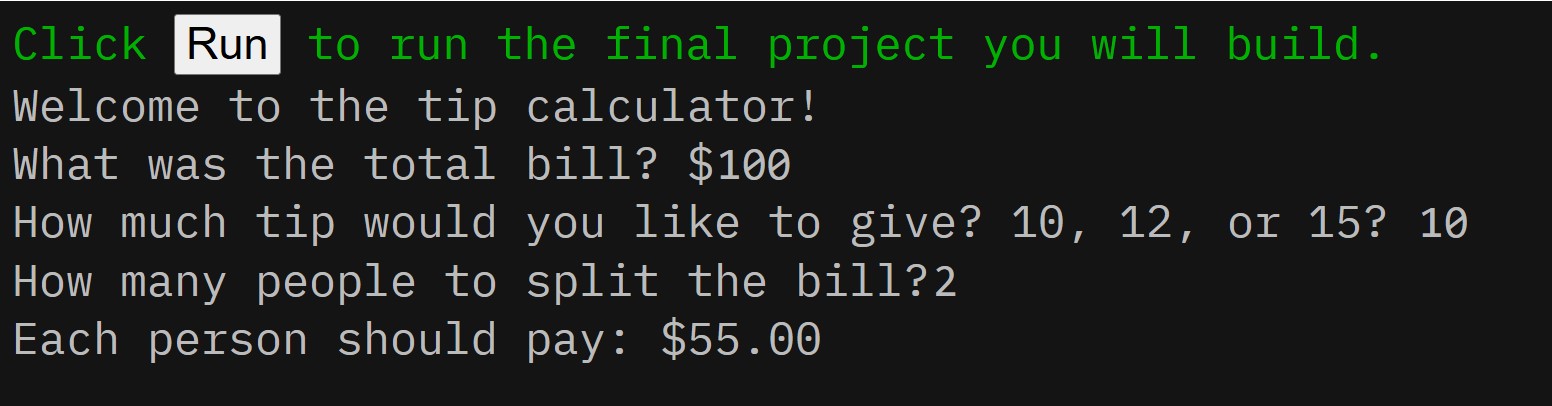 Click Run to run the final project you will build.
Welcome to the tip calculator!
What was the total bill? $100
How much tip would you like to give? 10, 12, or 15? 10
How many people to split the bill?2
Each person should pay: $55.00